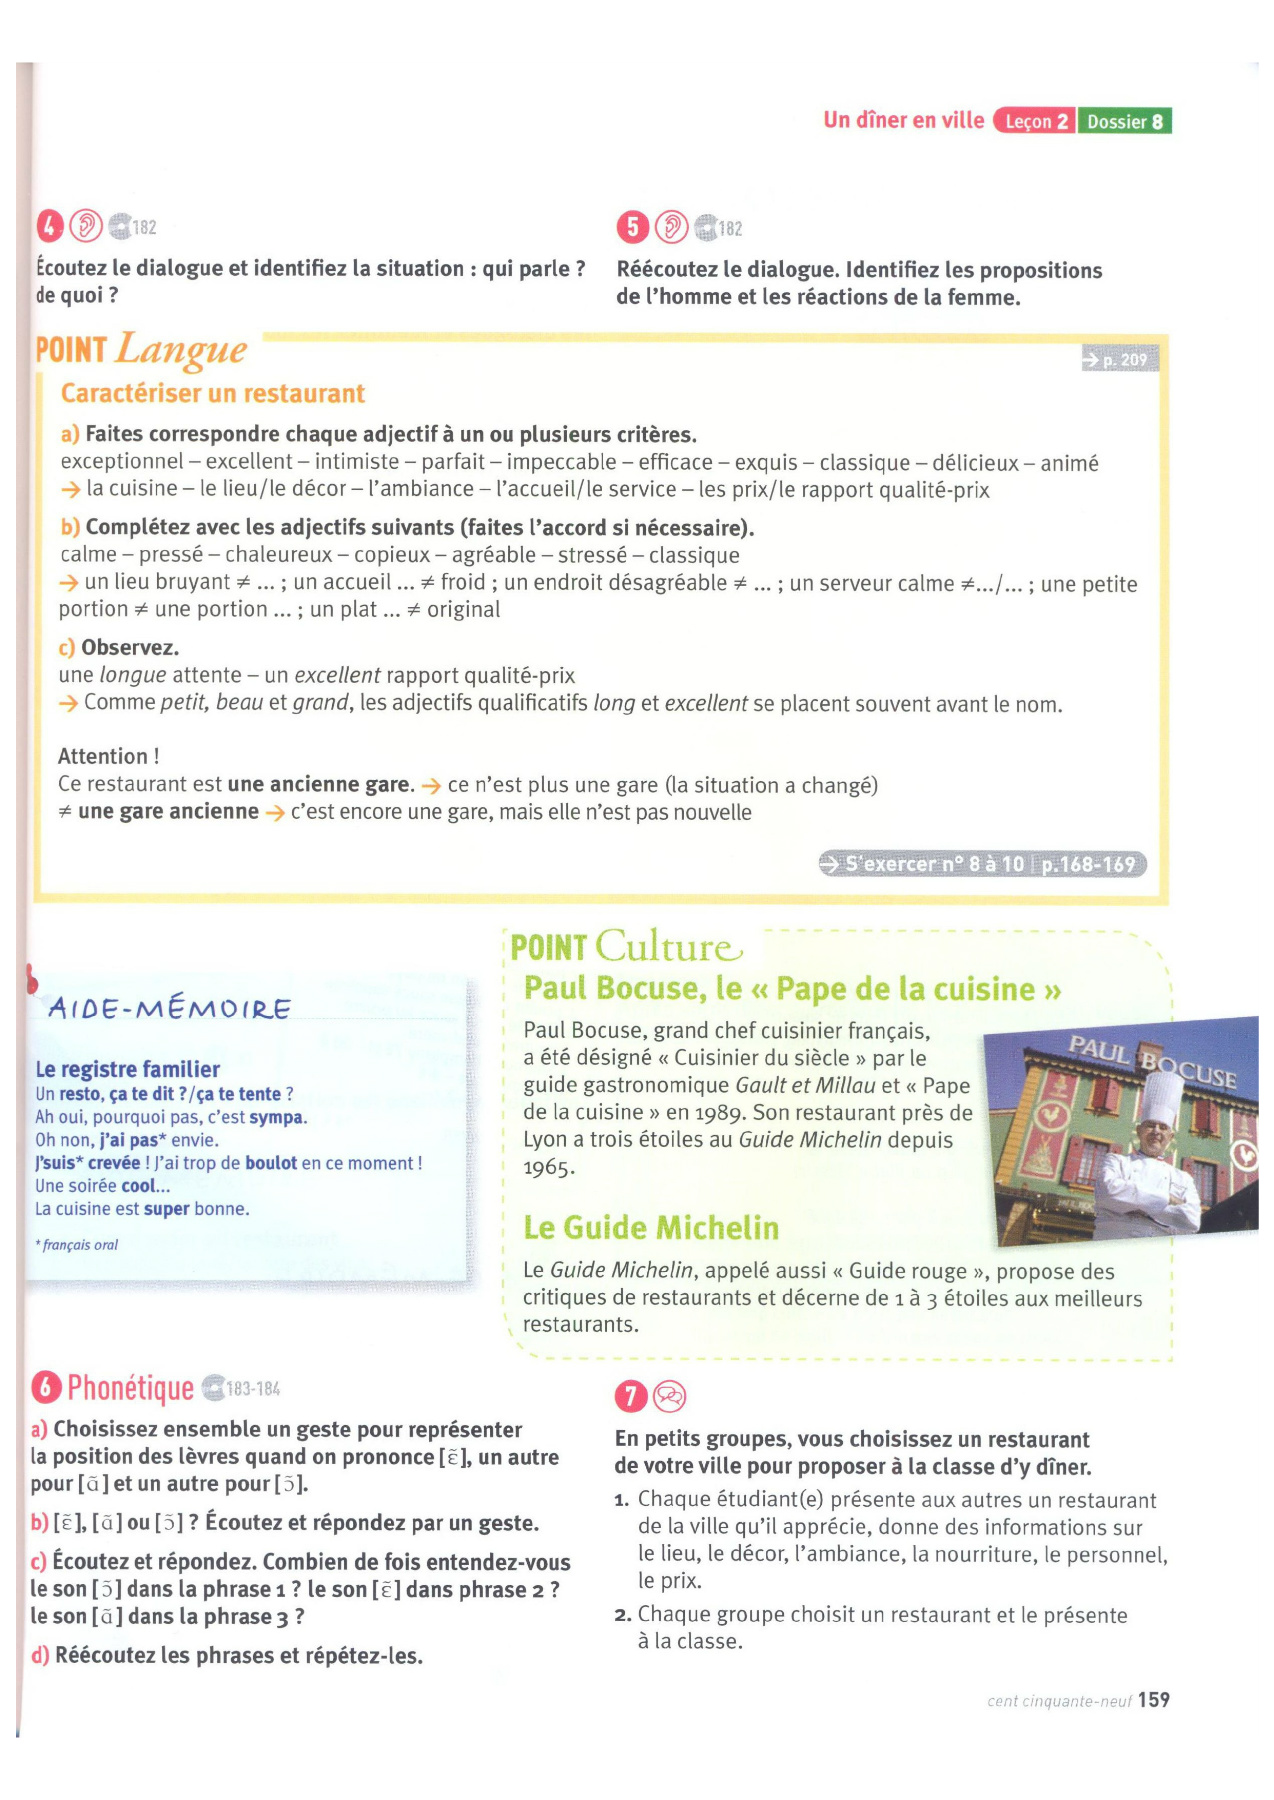 Un dîner en ville Leçon 2 Dossier 8
4 182
Écoutez le dialogue et identifiez la situation : qui parle ?
de quoi ?
5 182
Réécoutez le dialogue. Identifiez les propositions
de l'homme et les réactions de la femme.
POINT Langue
→ p. 209
Caractériser un restaurant
a) Faites correspondre chaque adjectif à un ou plusieurs critères.
exceptionnel – excellent – intimiste – parfait – impeccable – efficace – exquis – classique – délicieux – animé
→ la cuisine – le lieu/le décor – l'ambiance – l'accueil/le service – les prix/le rapport qualité-prix
b) Complétez avec les adjectifs suivants (faites l'accord si nécessaire).
calme – pressé – chaleureux – copieux – agréable – stressé – classique
→ un lieu bruyant ≠ ... ; un accueil ... ≠ froid ; un endroit désagréable ≠ ... ; un serveur calme ≠.../... ; une petite
portion ≠ une portion ... ; un plat ... ≠ original
c) Observez.
une longue attente – un excellent rapport qualité-prix
→ Comme petit, beau et grand, les adjectifs qualificatifs long et excellent se placent souvent avant le nom.
Attention !
Ce restaurant est une ancienne gare. → ce n'est plus une gare (la situation a changé)
≠ une gare ancienne → c'est encore une gare, mais elle n'est pas nouvelle
→ S'exercer n° 8 à 10 | p.168-169
AIDE-MÉMOIRE
Le registre familier
Un resto, ça te dit ?/ça te tente ?
Ah oui, pourquoi pas, c'est sympa.
Oh non, j'ai pas* envie.
J'suis* crevée ! J'ai trop de boulot en ce moment !
Une soirée cool...
La cuisine est super bonne.
* français oral
POINT Culture
Paul Bocuse, le « Pape de la cuisine »
Paul Bocuse, grand chef cuisinier français,
a été désigné « Cuisinier du siècle » par le
guide gastronomique Gault et Millau et « Pape
de la cuisine » en 1989. Son restaurant près de
Lyon a trois étoiles au Guide Michelin depuis
1965.
PAUL BOCUSE
Le Guide Michelin
Le Guide Michelin, appelé aussi « Guide rouge », propose des
critiques de restaurants et décerne de 1 à 3 étoiles aux meilleurs
restaurants.
6 Phonétique 183-184
a) Choisissez ensemble un geste pour représenter
la position des lèvres quand on prononce [ɛ̃], un autre
pour [ɑ̃] et un autre pour [ɔ̃].
b) [ɛ̃], [ɑ̃] ou [ɔ̃] ? Écoutez et répondez par un geste.
c) Écoutez et répondez. Combien de fois entendez-vous
le son [ɔ̃] dans la phrase 1 ? le son [ɛ̃] dans phrase 2 ?
le son [ɑ̃] dans la phrase 3 ?
d) Réécoutez les phrases et répétez-les.
7
En petits groupes, vous choisissez un restaurant
de votre ville pour proposer à la classe d'y dîner.
1. Chaque étudiant(e) présente aux autres un restaurant
de la ville qu'il apprécie, donne des informations sur
le lieu, le décor, l'ambiance, la nourriture, le personnel,
le prix.
2. Chaque groupe choisit un restaurant et le présente
à la classe.
cent cinquante-neuf 159